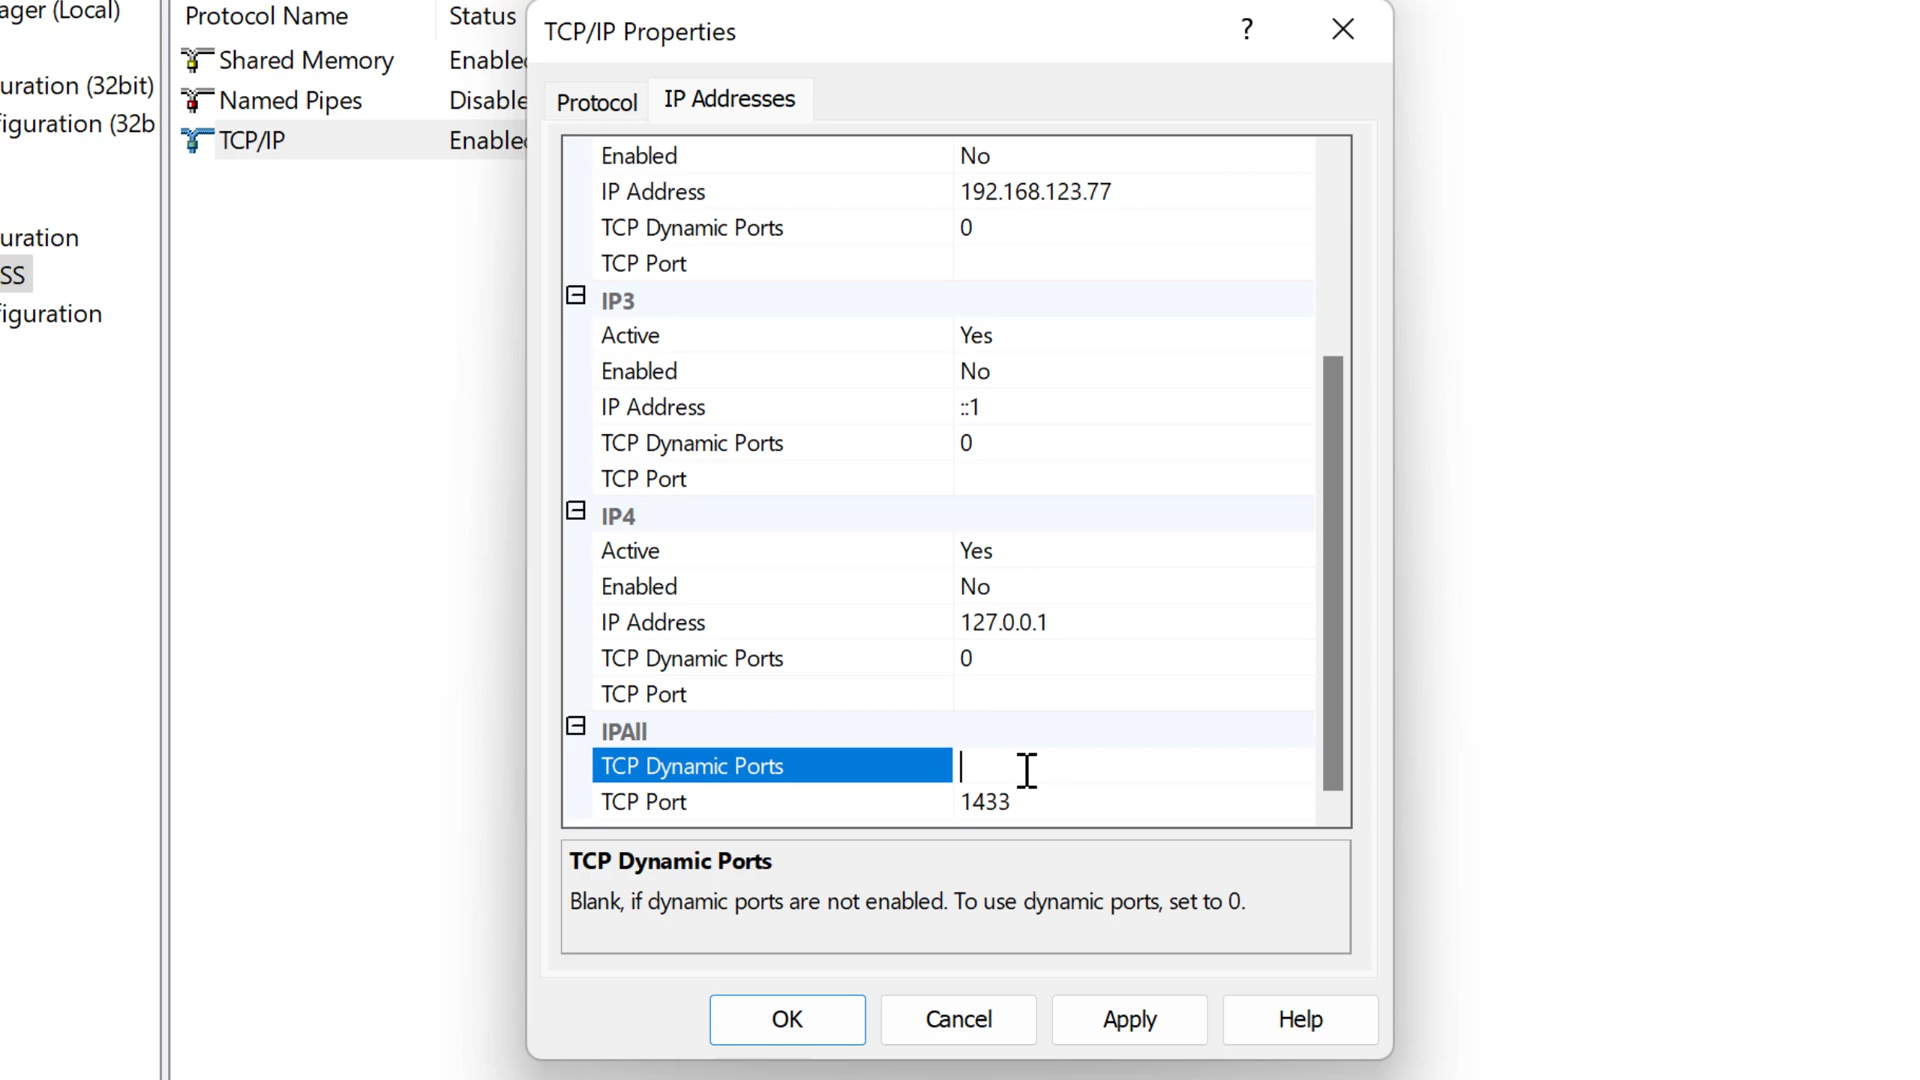 ager (Local)
uration (32bit)
figuration (32b
uration
SS
figuration
Protocol Name Status
Shared Memory Enabled
Named Pipes Disable
TCP/IP Enabled
TCP/IP Properties ?
Protocol IP Addresses
Enabled No
IP Address 192.168.123.77
TCP Dynamic Ports 0
TCP Port
IP3
Active Yes
Enabled No
IP Address ::1
TCP Dynamic Ports 0
TCP Port
IP4
Active Yes
Enabled No
IP Address 127.0.0.1
TCP Dynamic Ports 0
TCP Port
IPAll
TCP Dynamic Ports
TCP Port 1433
TCP Dynamic Ports
Blank, if dynamic ports are not enabled. To use dynamic ports, set to 0.
OK Cancel Apply Help